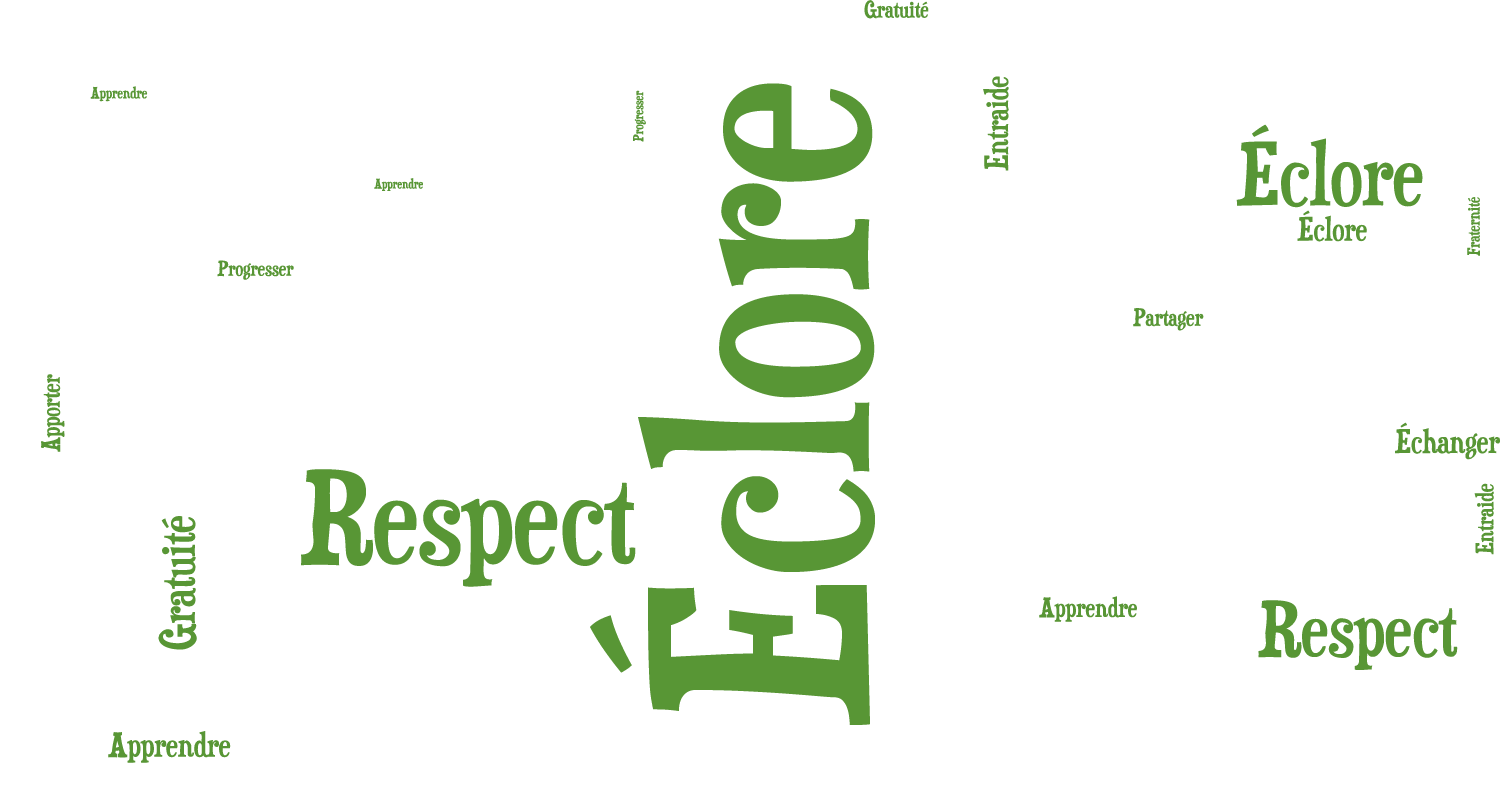 Gratuité
Apprendre
Progresser
Entraide
Apprendre
Éclore
Éclore
Fraternité
Progresser
Partager
Éclore
Apporter
Échanger
Respect
Entraide
Gratuité
Apprendre
Respect
Apprendre